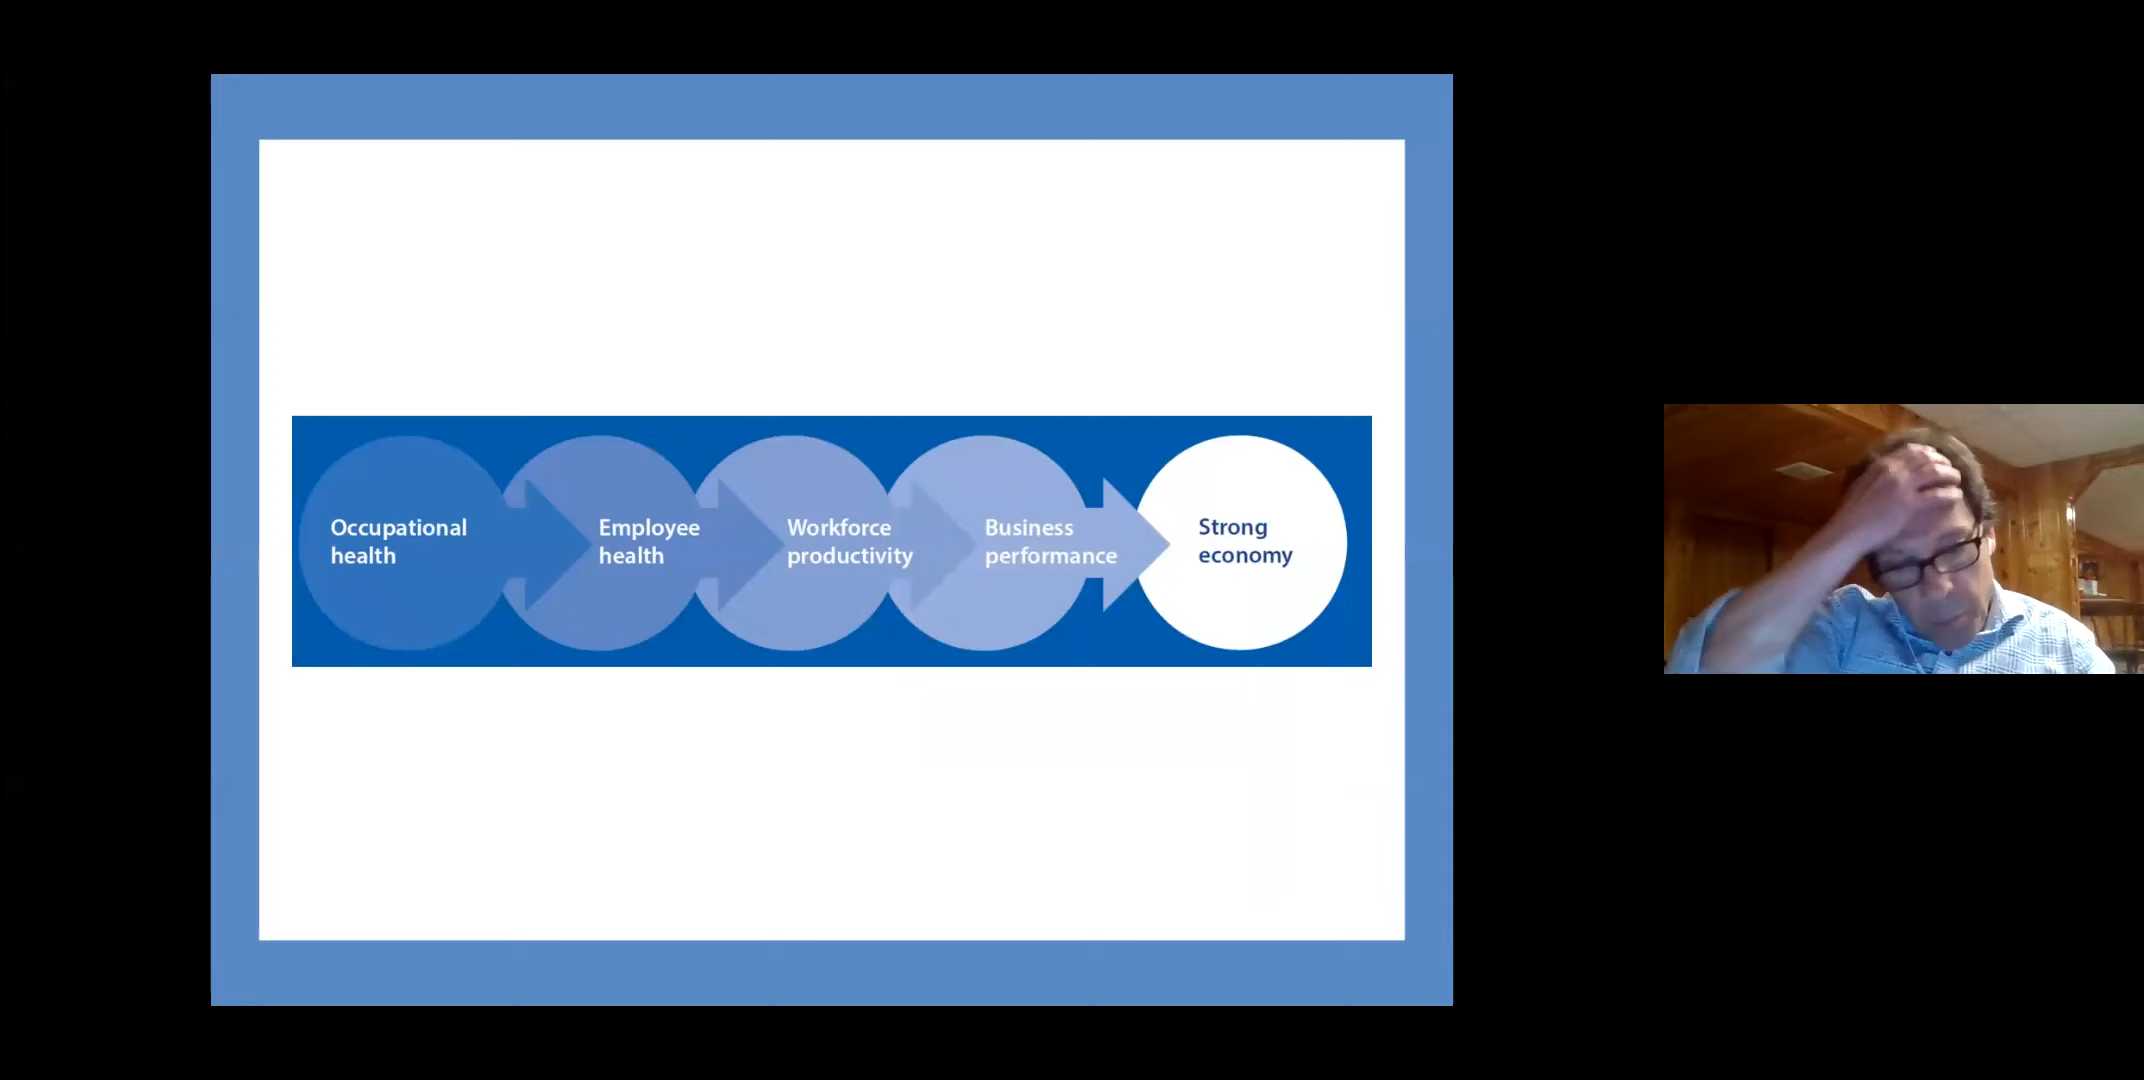 Occupational
health
Employee
health
Workforce
productivity
Business
performance
Strong
economy